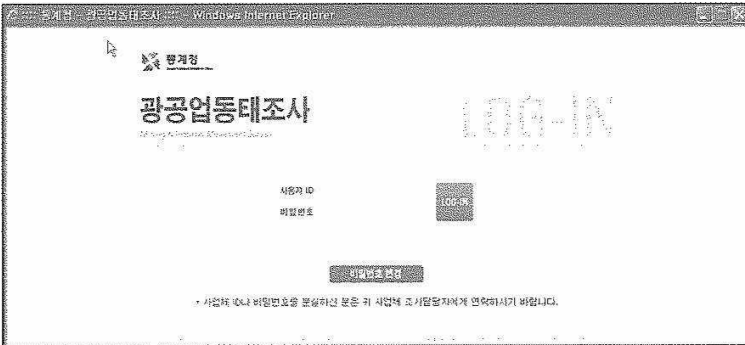 ::::: 통계청 - 광공업동태조사 ::::: - Windows Internet Explorer
통계청
광공업동태조사
LOG-IN
사용자 ID
비밀번호
LOG-IN
비밀번호 변경
* 사업체 ID나 비밀번호를 분실하신 분은 위 사업체 조사담당자에게 연락하시기 바랍니다.